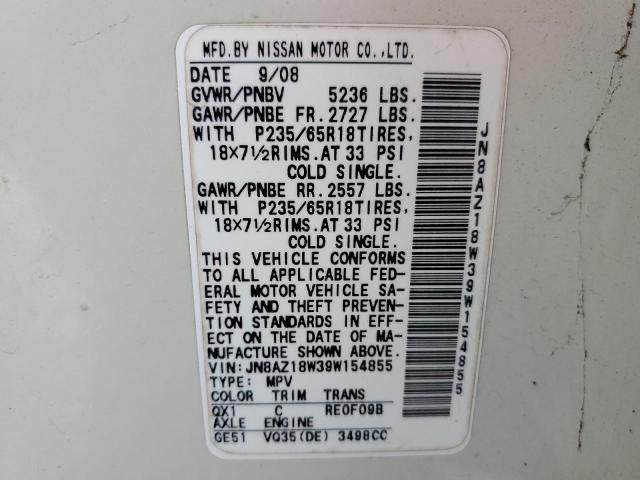 MFD.BY NISSAN MOTOR CO.,LTD.
DATE 9/08
GVWR/PNBV 5236 LBS.
GAWR/PNBE FR. 2727 LBS.
WITH P235/65R18TIRES,
18×7½RIMS.AT 33 PSI
COLD SINGLE.
GAWR/PNBE RR. 2557 LBS.
WITH P235/65R18TIRES,
18×7½RIMS.AT 33 PSI
COLD SINGLE.
THIS VEHICLE CONFORMS
TO ALL APPLICABLE FED-
ERAL MOTOR VEHICLE SA-
FETY AND THEFT PREVEN-
TION STANDARDS IN EFF-
ECT ON THE DATE OF MA-
NUFACTURE SHOWN ABOVE.
VIN:JN8AZ18W39W154855
TYPE: MPV
COLOR TRIM TRANS
QX1 C RE0F09B
AXLE ENGINE
GE51 VQ35(DE) 3498CC
JN8AZ18W39W154855